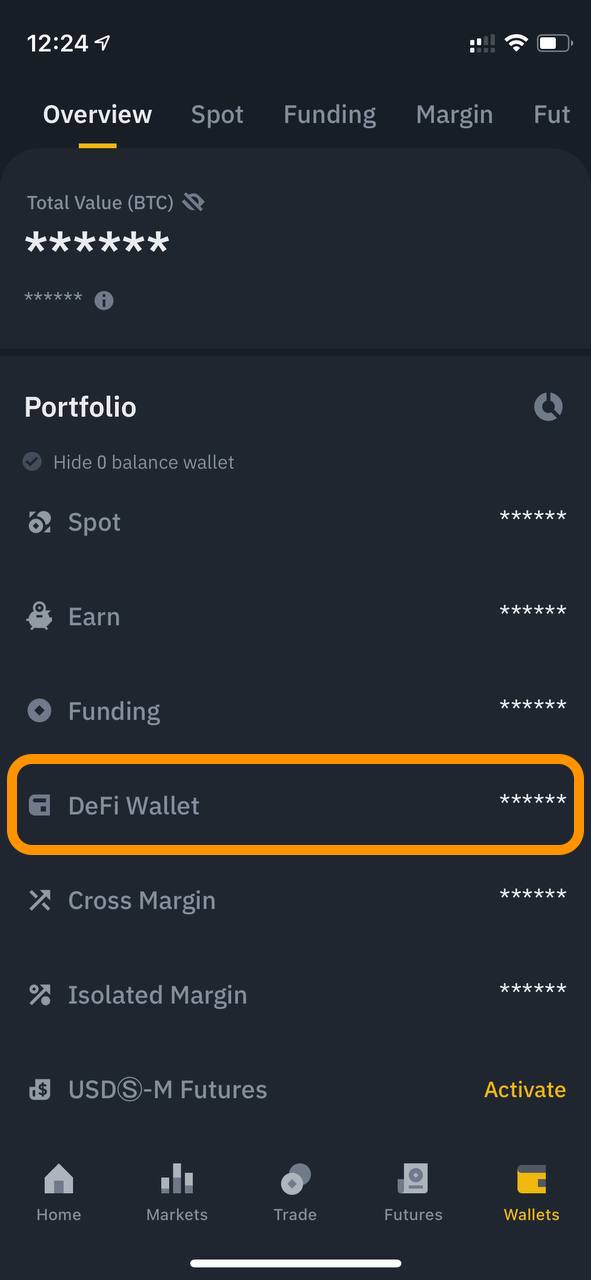 12:24
Overview Spot Funding Margin Fut
Total Value (BTC)
******
******
Portfolio
Hide 0 balance wallet
Spot ******
Earn ******
Funding ******
DeFi Wallet ******
Cross Margin ******
Isolated Margin ******
USDⓈ-M Futures Activate
Home Markets Trade Futures Wallets